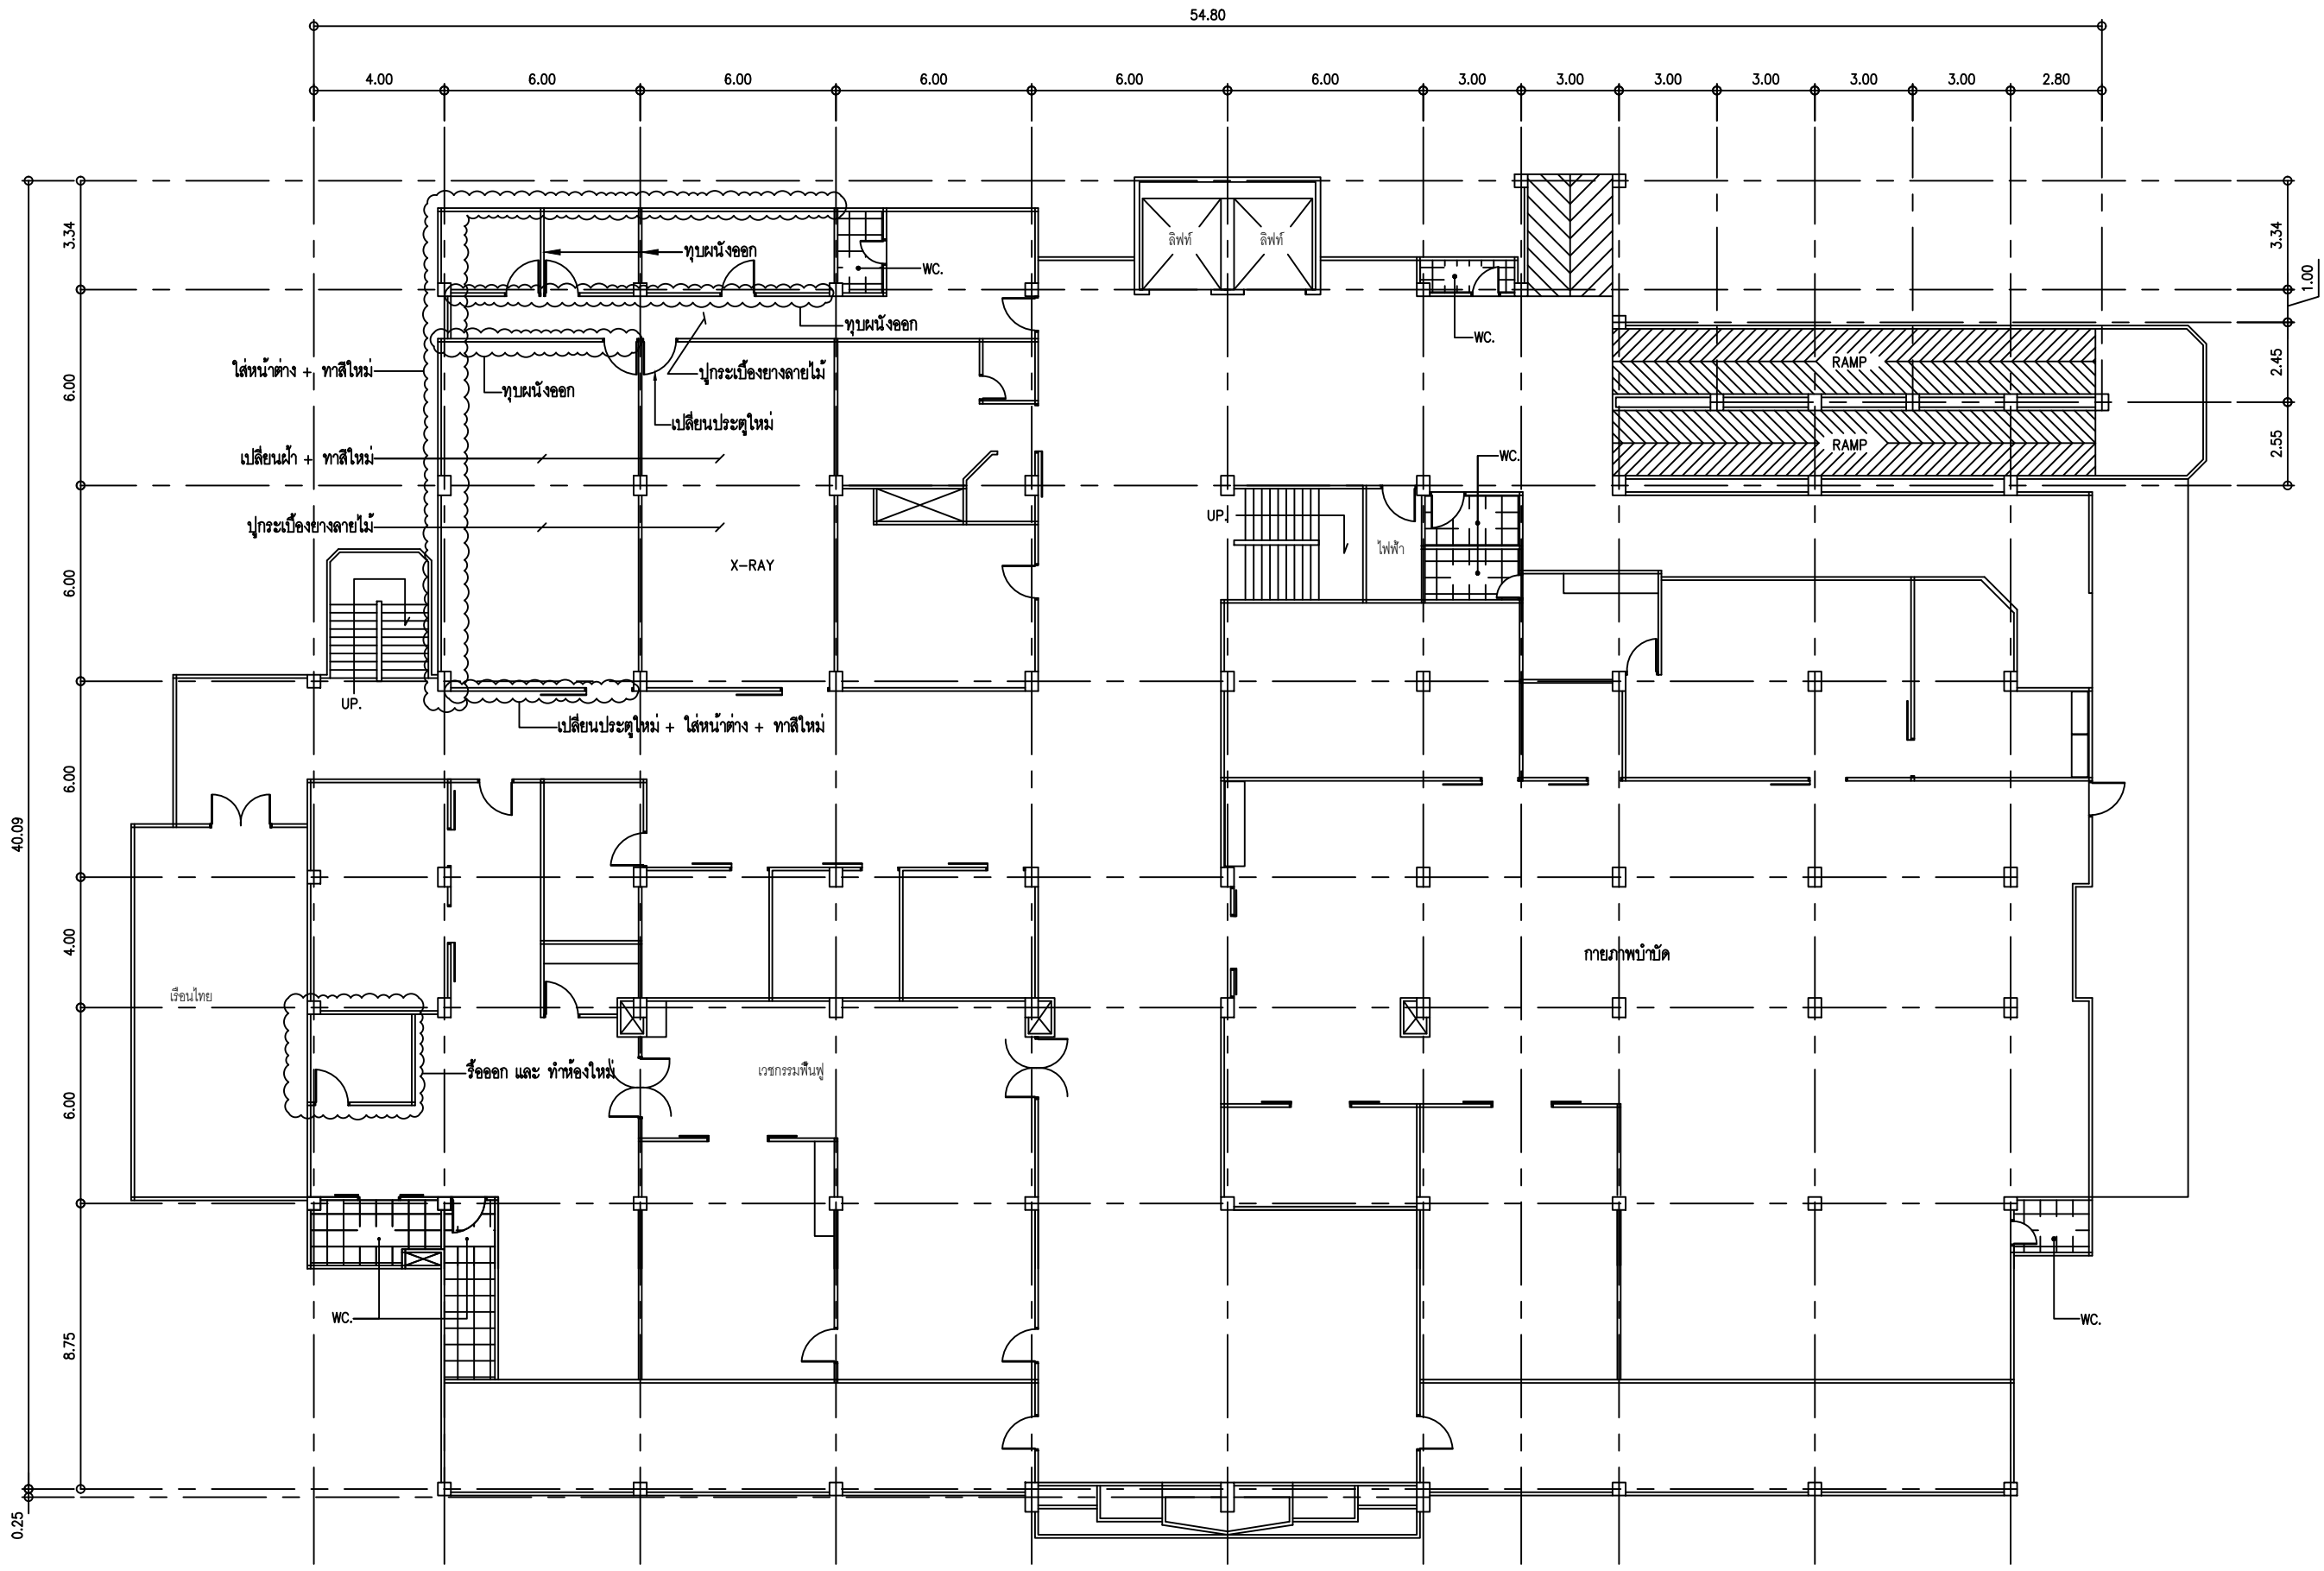 54.80
4.00 6.00 6.00 6.00 6.00 6.00 3.00 3.00 3.00 3.00 3.00 3.00 2.80
3.34
3.34
1.00
ลิฟท์
ลิฟท์
ทุบผนังออก
WC.
ทุบผนังออก
WC.
RAMP
2.45
ใส่หน้าต่าง + ทาสีใหม่
ปูกระเบื้องยางลายไม้
6.00
ทุบผนังออก
เปลี่ยนประตูใหม่
RAMP
2.55
เปลี่ยนฝ้า + ทาสีใหม่
WC.
ปูกระเบื้องยางลายไม้
UP.
ไฟฟ้า
X-RAY
6.00
UP.
เปลี่ยนประตูใหม่ + ใส่หน้าต่าง + ทาสีใหม่
6.00
40.09
4.00
กายภาพบำบัด
เรือนไทย
รื้อออก และ ทำห้องใหม่
เวชกรรมฟื้นฟู
6.00
WC.
WC.
8.75
0.25